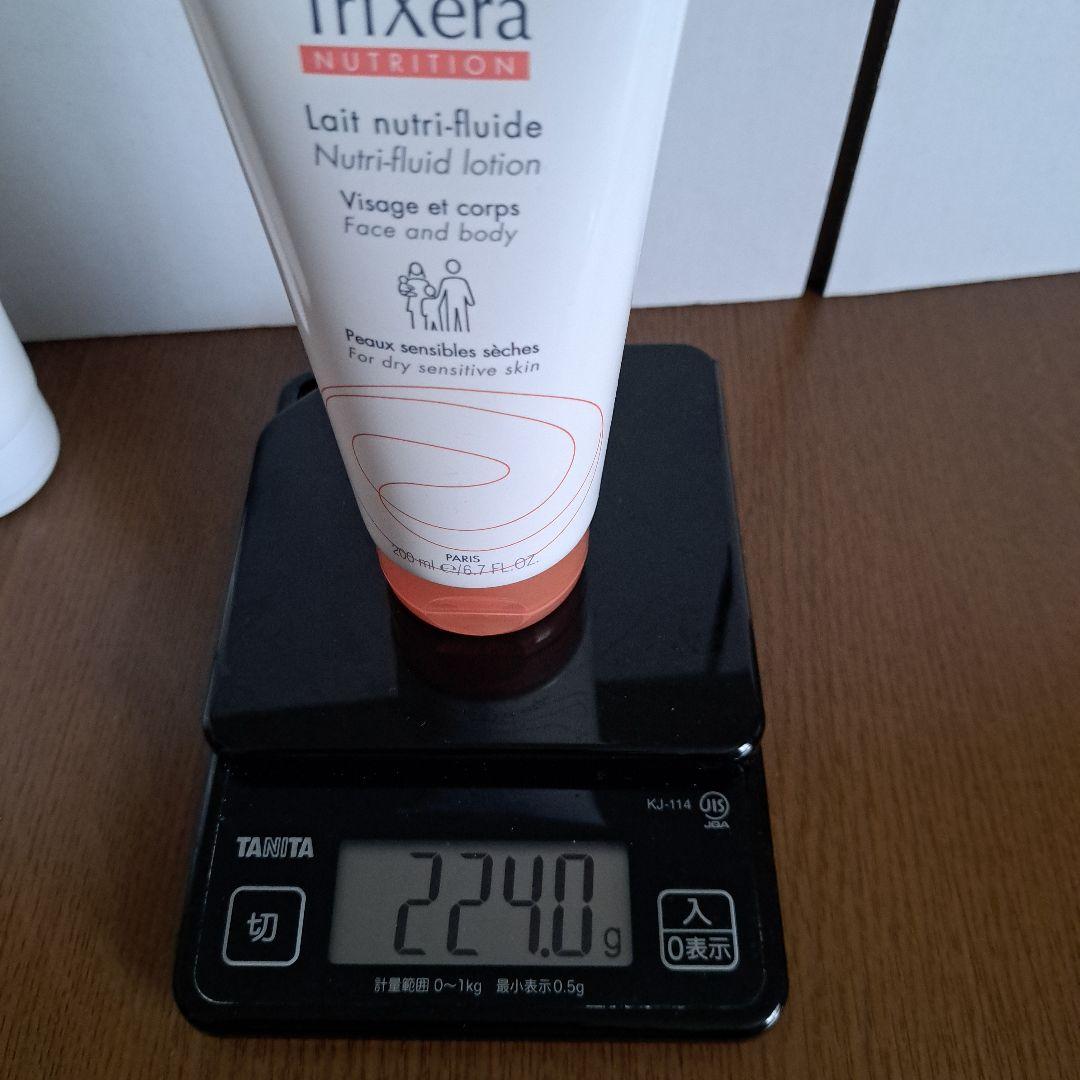 TriXera
NUTRITION
Lait nutri-fluide
Nutri-fluid lotion
Visage et corps
Face and body
Peaux sensibles sèches
For dry sensitive skin
PARIS
200 ml ℮/6.7 FL.OZ.
KJ-114 JIS
JQA
TANITA
切
224.0g
入
0表示
計量範囲 0～1kg 最小表示0.5g